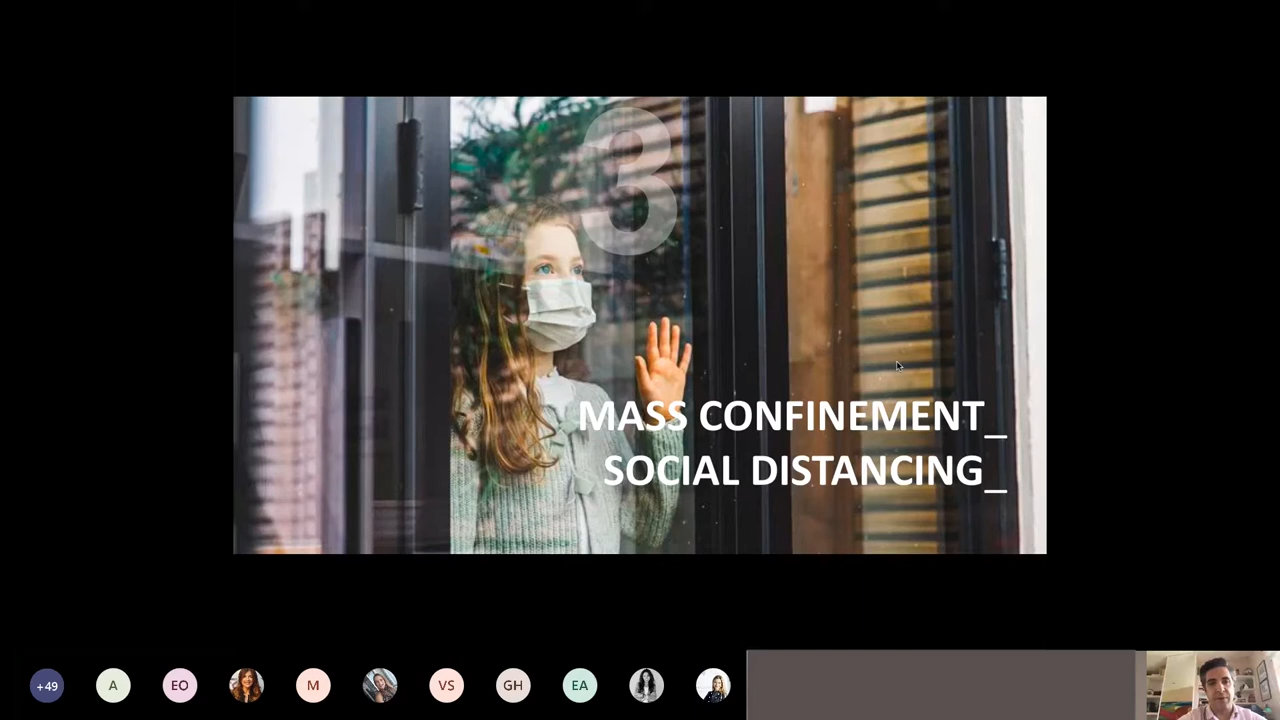 3
MASS CONFINEMENT_
SOCIAL DISTANCING_
+49
A
EO
M
VS
GH
EA